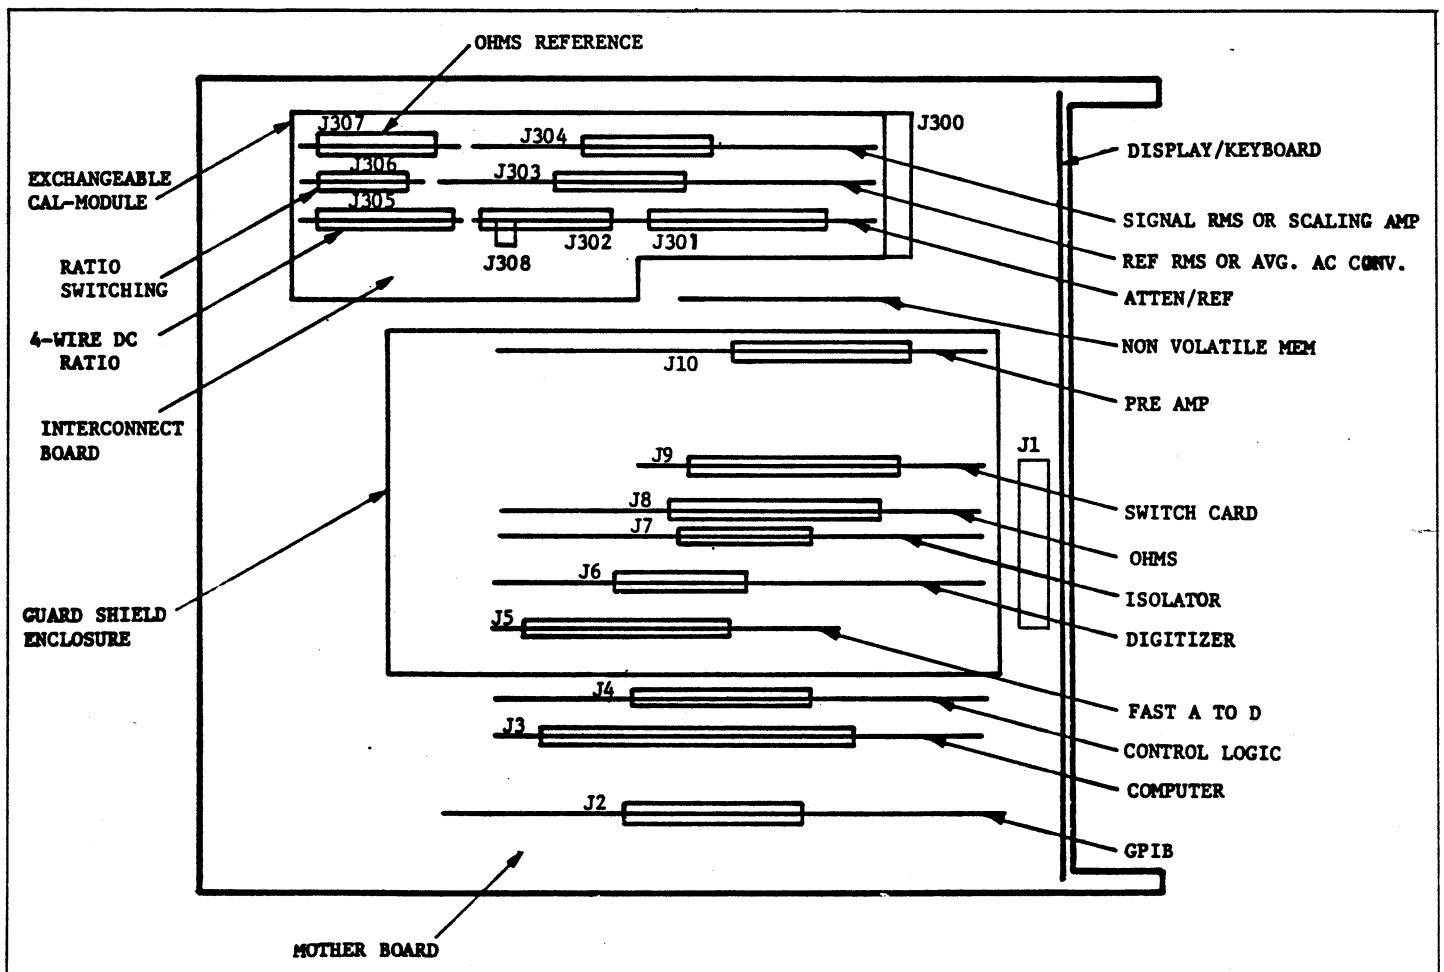 OHMS REFERENCE
J307
J304
J300
DISPLAY/KEYBOARD
J306
J303
EXCHANGEABLE
CAL-MODULE
J305
SIGNAL RMS OR SCALING AMP
J302
J301
J308
REF RMS OR AVG. AC CONV.
RATIO
SWITCHING
ATTEN/REF
4-WIRE DC
RATIO
NON VOLATILE MEM
J10
PRE AMP
INTERCONNECT
BOARD
J1
J9
J8
SWITCH CARD
J7
OHMS
J6
ISOLATOR
GUARD SHIELD
ENCLOSURE
J5
DIGITIZER
J4
FAST A TO D
J3
CONTROL LOGIC
COMPUTER
J2
GPIB
MOTHER BOARD